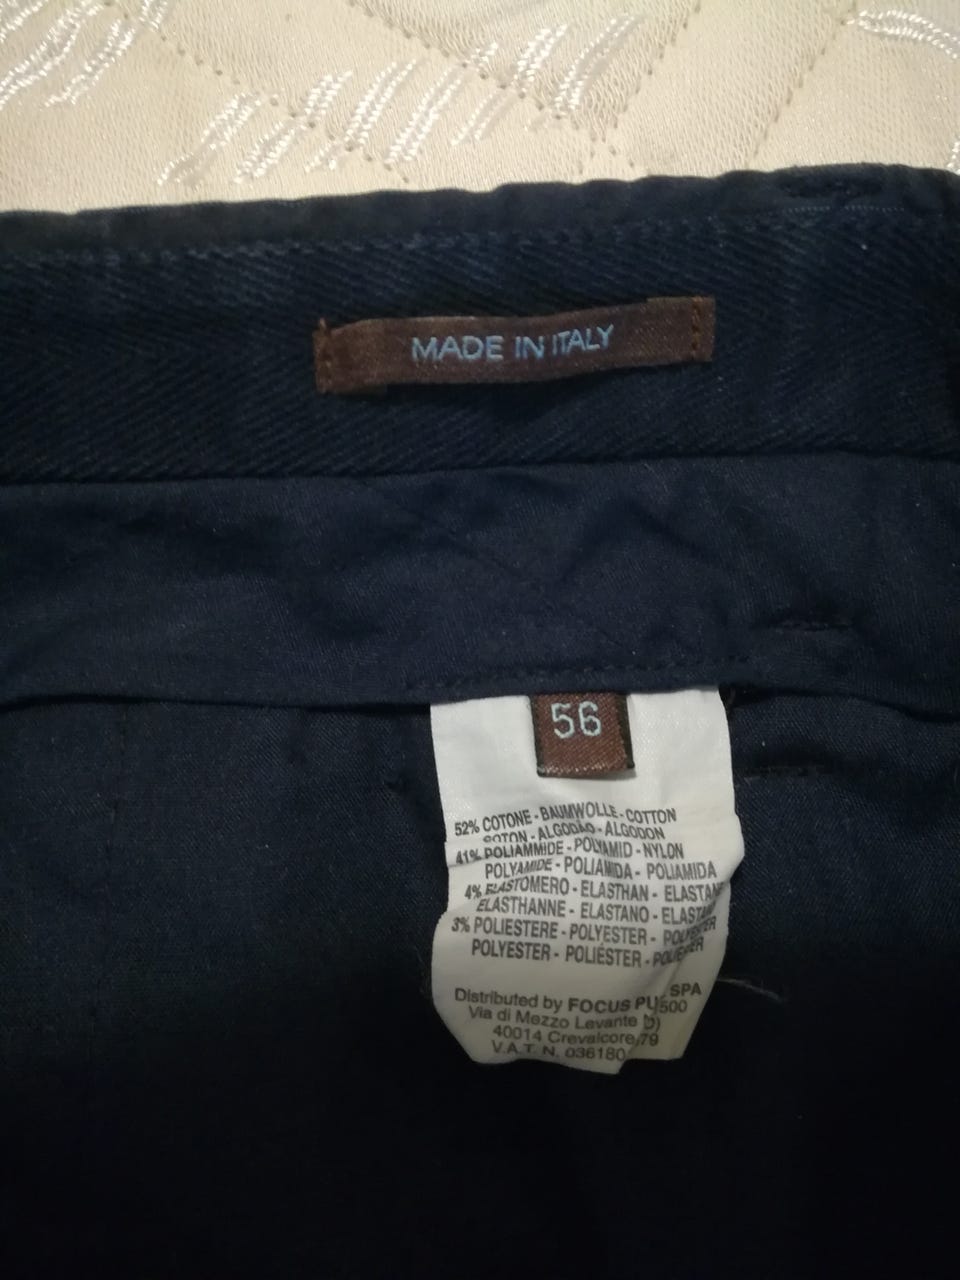 MADE IN ITALY
56
52% COTONE - BAUMWOLLE - COTTON
COTON - ALGODÃO - ALGODON
41% POLIAMMIDE - POLYAMID - NYLON
POLYAMIDE - POLIAMIDA - POLIAMIDA
4% ELASTOMERO - ELASTHAN - ELASTANE
ELASTHANNE - ELASTANO - ELASTAN
3% POLIESTERE - POLYESTER - POLYESTER
POLYESTER - POLIÉSTER - POLIESTER
Distributed by FOCUS SPA
Via di Mezzo Levante
40014 Crevalcore
V.A.T. N.